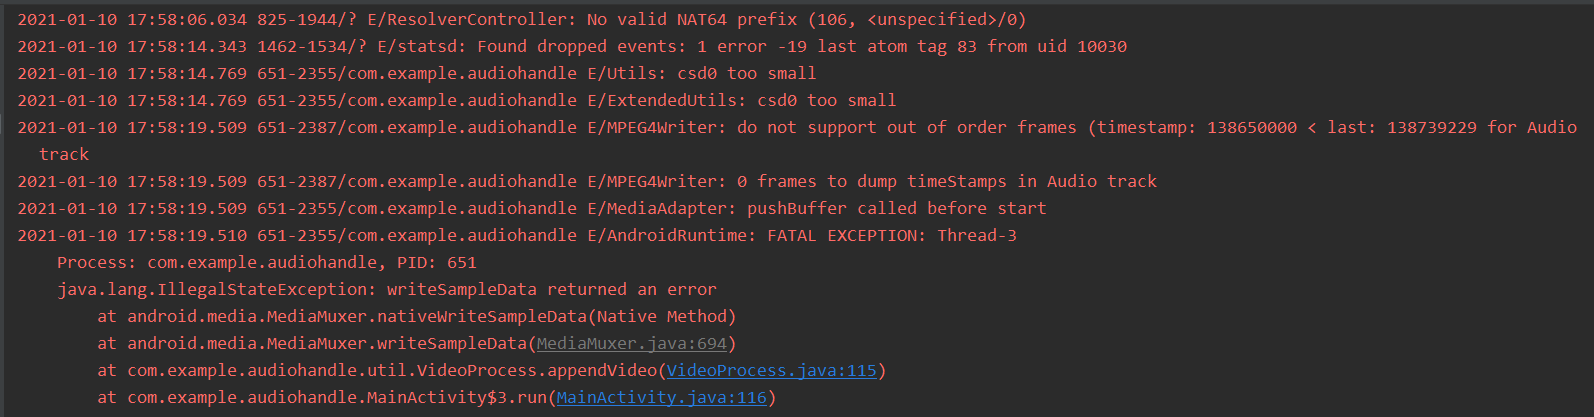 2021-01-10 17:58:06.034 825-1944/? E/ResolverController: No valid NAT64 prefix (106, <unspecified>/0)
2021-01-10 17:58:14.343 1462-1534/? E/statsd: Found dropped events: 1 error -19 last atom tag 83 from uid 10030
2021-01-10 17:58:14.769 651-2355/com.example.audiohandle E/Utils: csd0 too small
2021-01-10 17:58:14.769 651-2355/com.example.audiohandle E/ExtendedUtils: csd0 too small
2021-01-10 17:58:19.509 651-2387/com.example.audiohandle E/MPEG4Writer: do not support out of order frames (timestamp: 138650000 < last: 138739229 for Audio
track
2021-01-10 17:58:19.509 651-2387/com.example.audiohandle E/MPEG4Writer: 0 frames to dump timeStamps in Audio track
2021-01-10 17:58:19.509 651-2355/com.example.audiohandle E/MediaAdapter: pushBuffer called before start
2021-01-10 17:58:19.510 651-2355/com.example.audiohandle E/AndroidRuntime: FATAL EXCEPTION: Thread-3
Process: com.example.audiohandle, PID: 651
java.lang.IllegalStateException: writeSampleData returned an error
at android.media.MediaMuxer.nativeWriteSampleData(Native Method)
at android.media.MediaMuxer.writeSampleData(MediaMuxer.java:694)
at com.example.audiohandle.util.VideoProcess.appendVideo(VideoProcess.java:115)
at com.example.audiohandle.MainActivity$3.run(MainActivity.java:116)